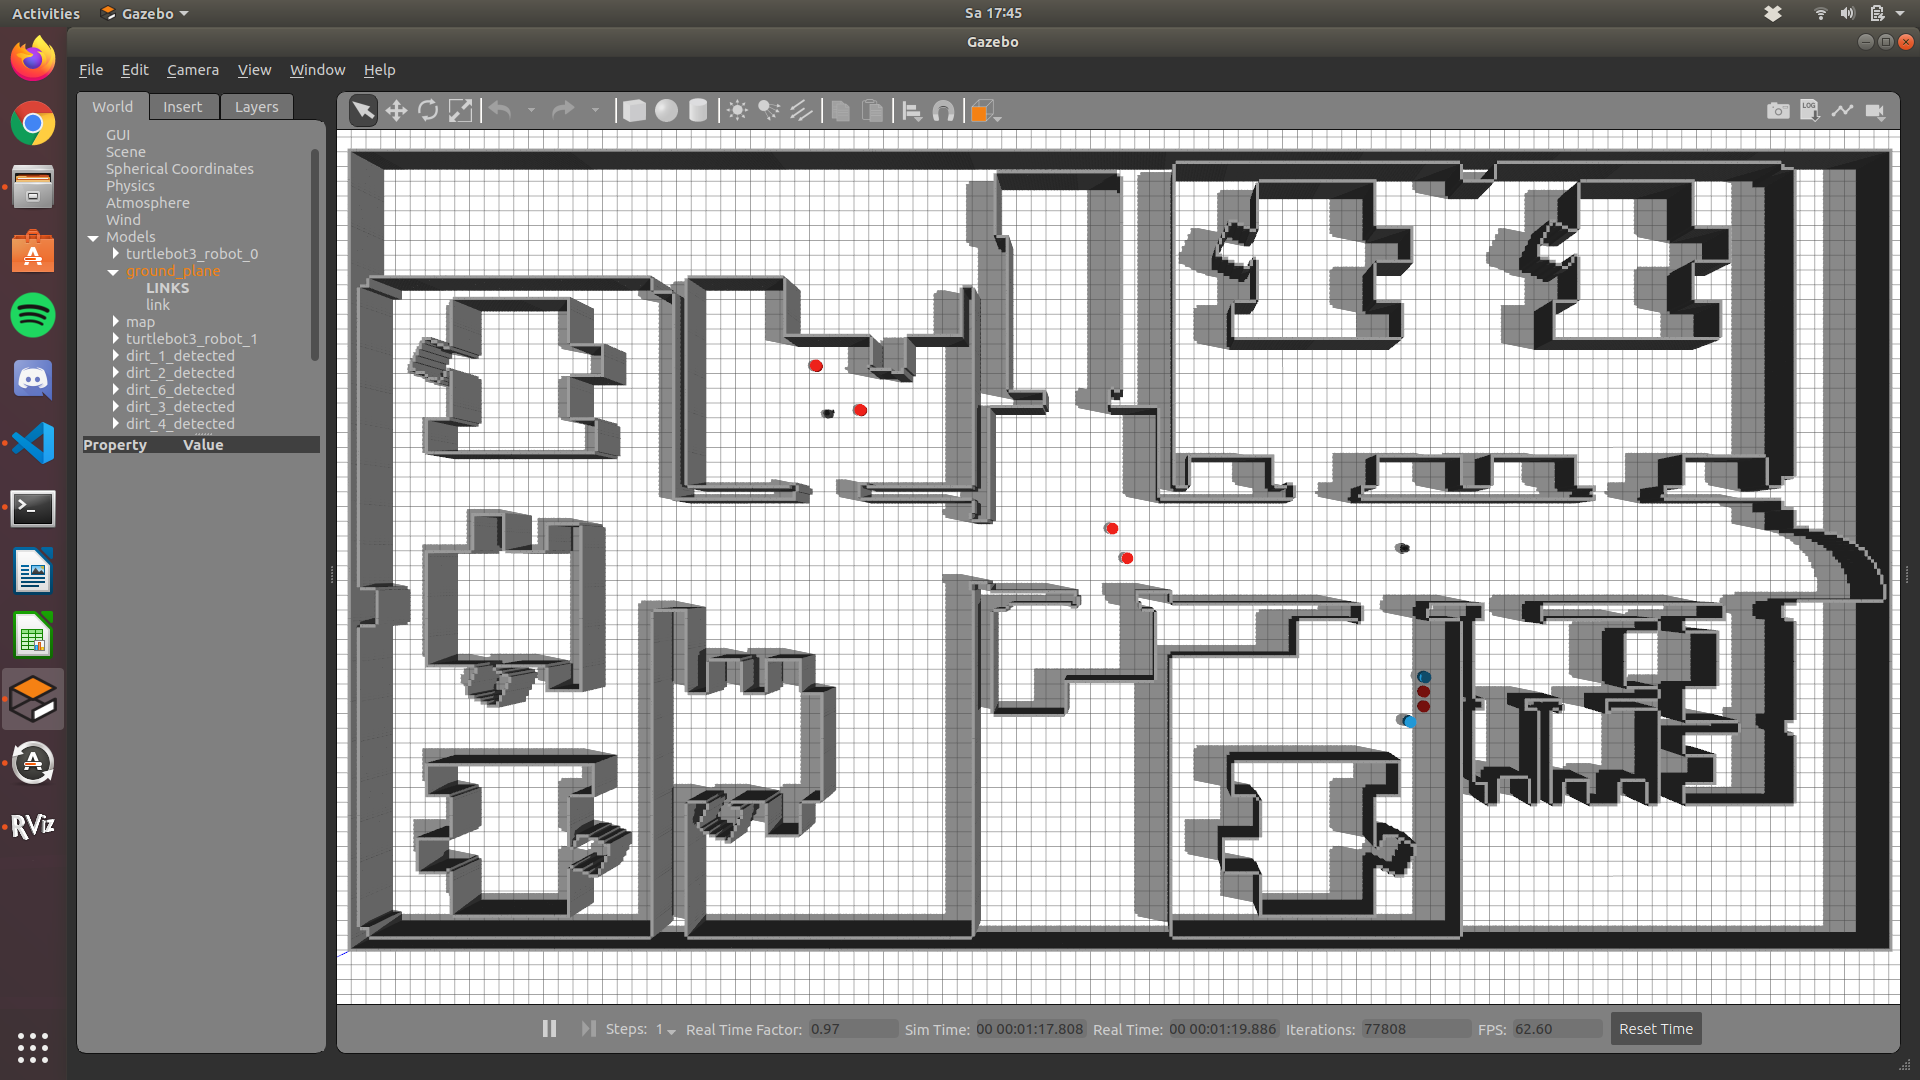 Activities Gazebo Sa 17:45
Gazebo
File Edit Camera View Window Help
World Insert Layers
LOG
GUI
Scene
Spherical Coordinates
Physics
Atmosphere
Wind
Models
turtlebot3_robot_0
ground_plane
LINKS
link
map
turtlebot3_robot_1
dirt_1_detected
dirt_2_detected
dirt_6_detected
dirt_3_detected
dirt_4_detected
Property Value
RViz
Steps: 1 Real Time Factor: 0.97 Sim Time: 00 00:01:17.808 Real Time: 00 00:01:19.886 Iterations: 77808 FPS: 62.60 Reset Time